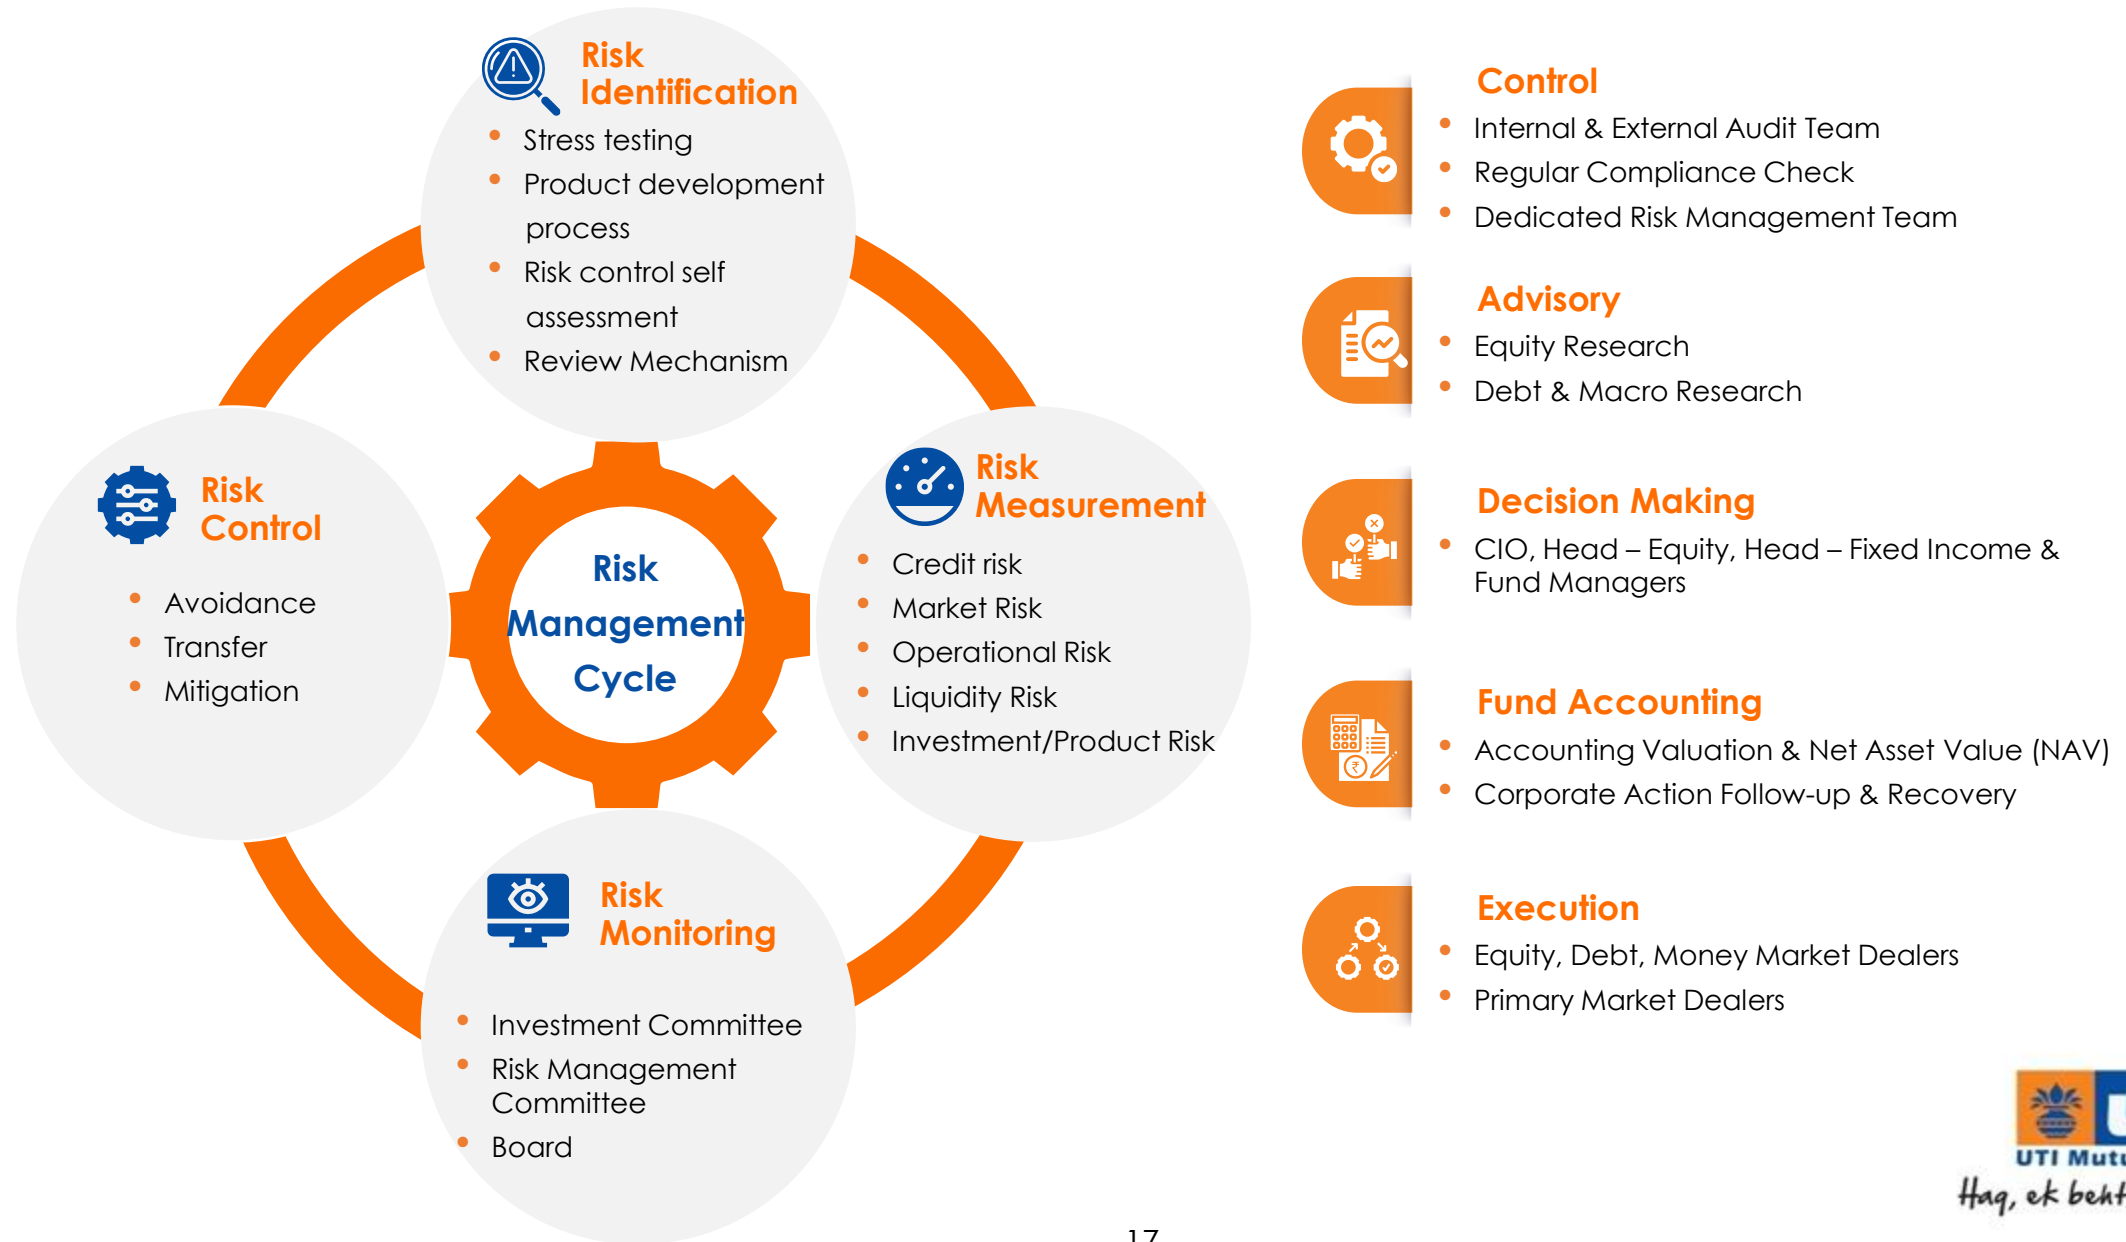 Risk
Identification
• Stress testing
• Product development
process
• Risk control self
assessment
• Review Mechanism
Risk
Measurement
• Credit risk
• Market Risk
• Operational Risk
• Liquidity Risk
• Investment/Product Risk
Risk
Monitoring
• Investment Committee
• Risk Management
Committee
• Board
Risk
Control
• Avoidance
• Transfer
• Mitigation
Risk
Management
Cycle
Control
• Internal & External Audit Team
• Regular Compliance Check
• Dedicated Risk Management Team
Advisory
• Equity Research
• Debt & Macro Research
Decision Making
• CIO, Head – Equity, Head – Fixed Income &
Fund Managers
Fund Accounting
• Accounting Valuation & Net Asset Value (NAV)
• Corporate Action Follow-up & Recovery
₹
Execution
• Equity, Debt, Money Market Dealers
• Primary Market Dealers
UTI
Haq, ek
17